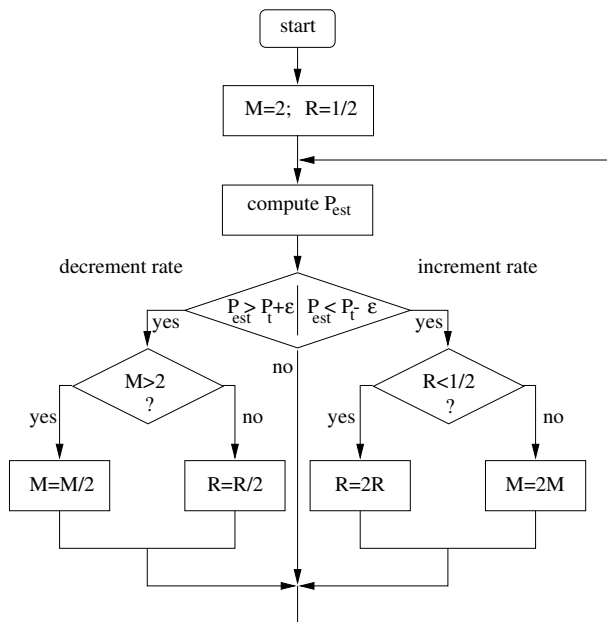 start
M=2; R=1/2
compute P_est
decrement rate
increment rate
P_est > P_t+ε
P_est < P_t- ε
yes
yes
no
M>2
?
R<1/2
?
yes
no
yes
no
M=M/2
R=R/2
R=2R
M=2M